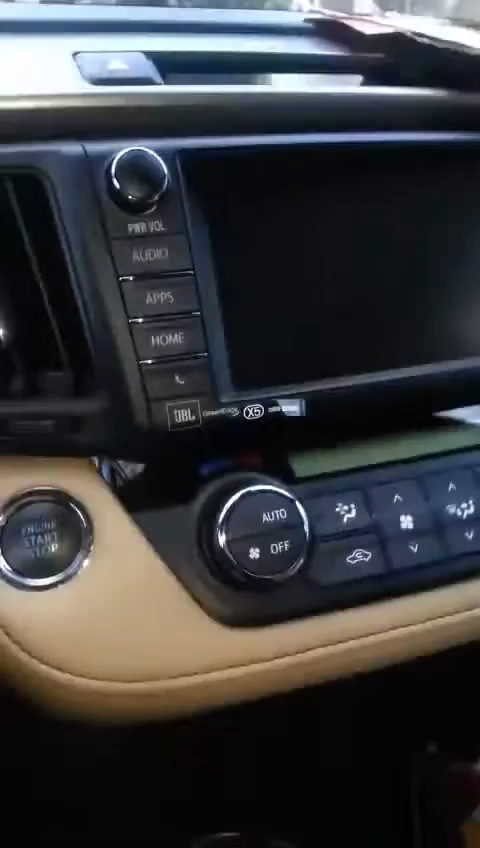 PWR VOL
AUDIO
APPS
HOME
JBL X5
ENGINE
START
STOP
AUTO
OFF